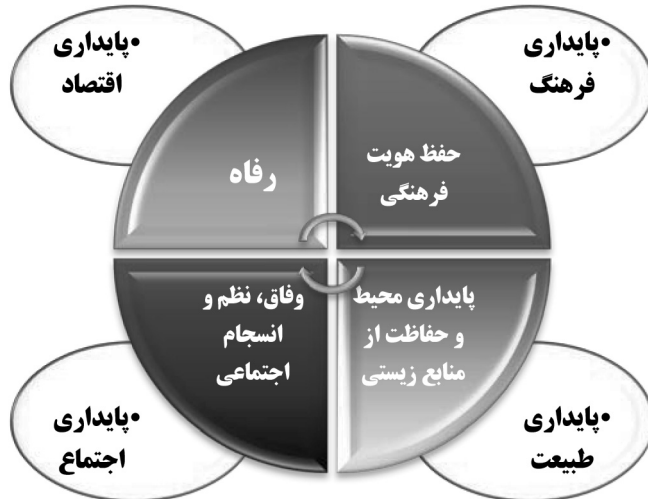 •پایداری
فرهنگ
•پایداری
اقتصاد
حفظ هویت
فرهنگی
رفاه
پایداری محیط
و حفاظت از
منابع زیستی
وفاق، نظم و
انسجام
اجتماعی
•پایداری
طبیعت
•پایداری
اجتماع